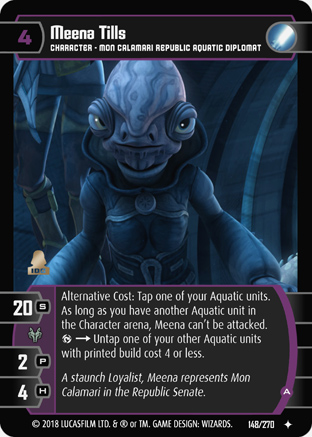 4
Meena Tills
CHARACTER - MON CALAMARI REPUBLIC AQUATIC DIPLOMAT
IDC
20 S
2 P
4 H
Alternative Cost: Tap one of your Aquatic units.
As long as you have another Aquatic unit in
the Character arena, Meena can't be attacked.
→ Untap one of your other Aquatic units
with printed build cost 4 or less.
A staunch Loyalist, Meena represents Mon
Calamari in the Republic Senate.
A
© 2018 LUCASFILM LTD. & ® or TM. GAME DESIGN: WIZARDS. 148/270